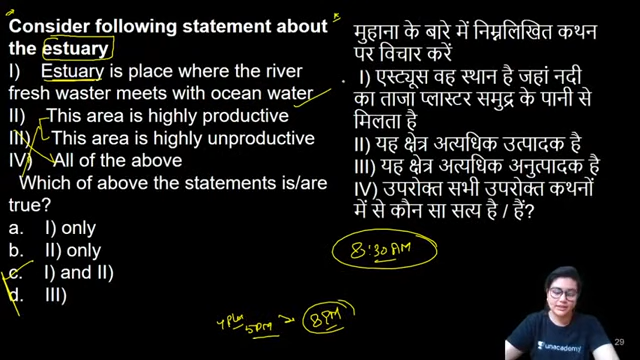 Consider following statement about
the estuary
I) Estuary is place where the river
fresh waster meets with ocean water
II) This area is highly productive
III) This area is highly unproductive
IV) All of the above
Which of above the statements is/are
true?
a. I) only
b. II) only
c. I) and II)
d. III)
मुहाना के बारे में निम्नलिखित कथन
पर विचार करें
I) एस्ट्यूस वह स्थान है जहां नदी
का ताजा प्लास्टर समुद्र के पानी से
मिलता है
II) यह क्षेत्र अत्यधिक उत्पादक है
III) यह क्षेत्र अत्यधिक अनुत्पादक है
IV) उपरोक्त सभी उपरोक्त कथनों
में से कौन सा सत्य है / हैं?
8:30 AM
5 PM
8 PM
unacademy
29